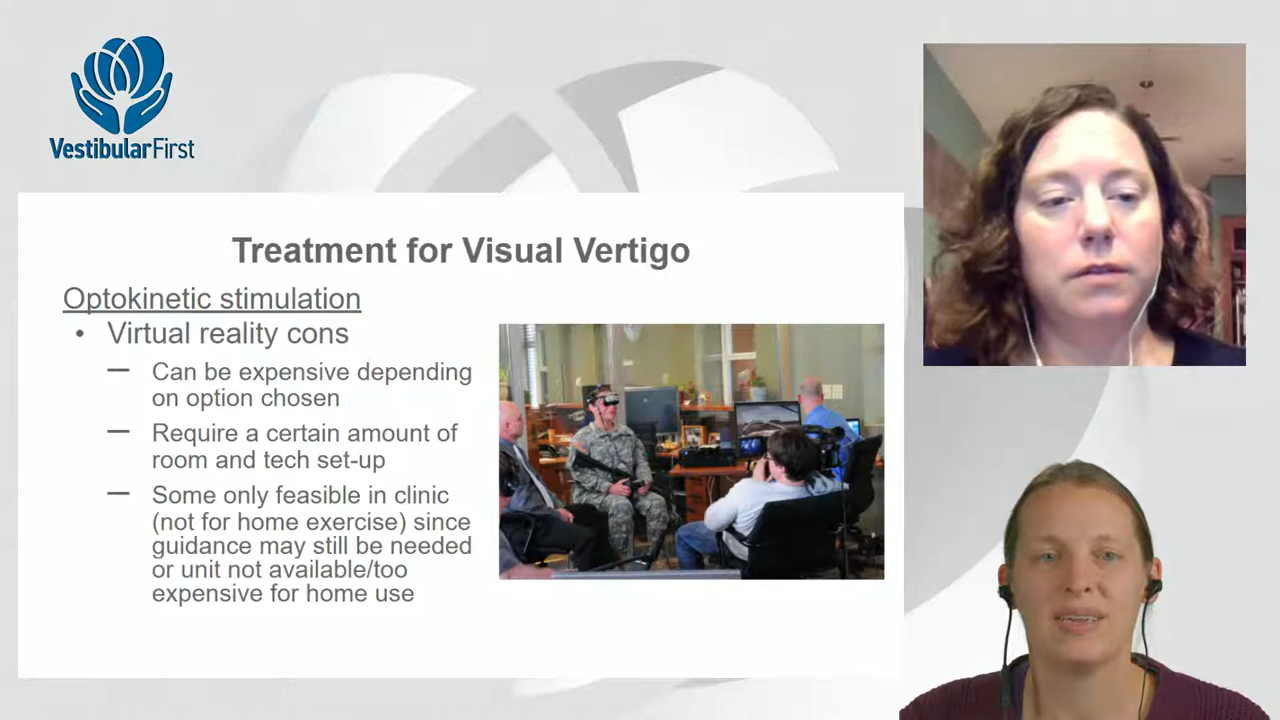 VestibularFirst
Treatment for Visual Vertigo
Optokinetic stimulation
• Virtual reality cons
— Can be expensive depending
on option chosen
— Require a certain amount of
room and tech set-up
— Some only feasible in clinic
(not for home exercise) since
guidance may still be needed
or unit not available/too
expensive for home use